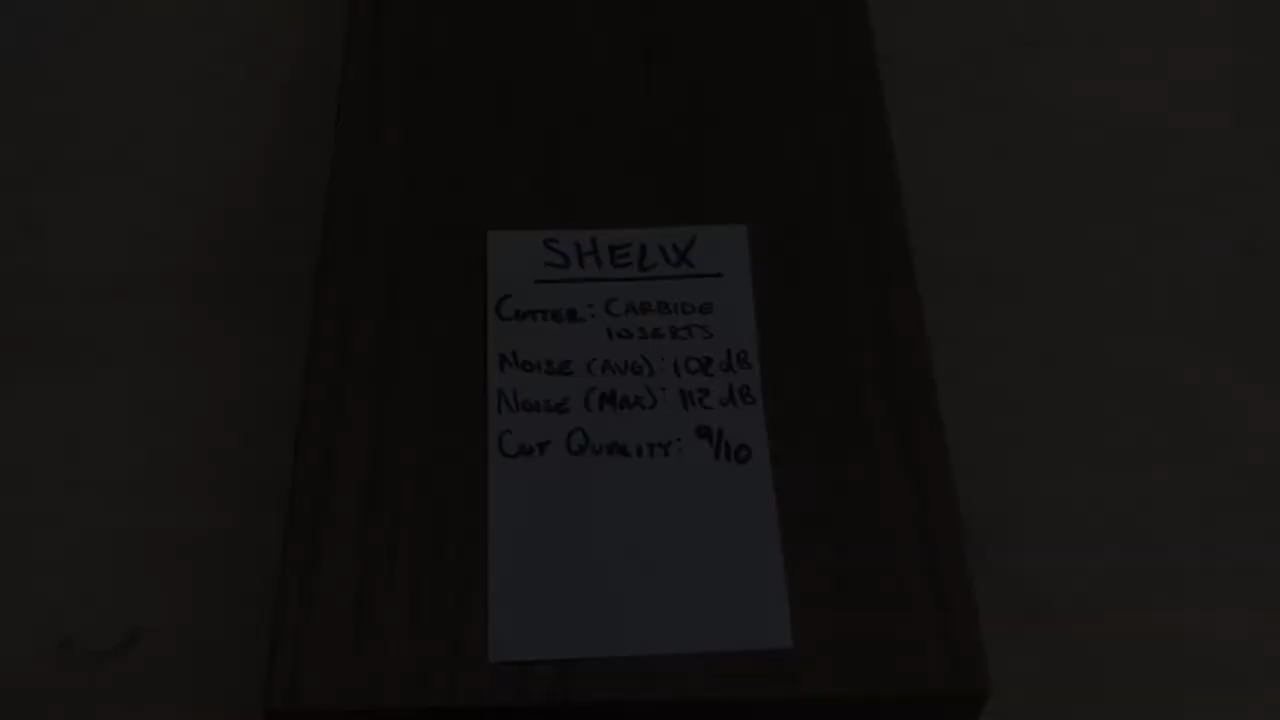 SHELIX
CUTTER: CARBIDE
INSERTS
NOISE (AVG): 102 dB
NOISE (MAX): 112 dB
CUT QUALITY: 9/10